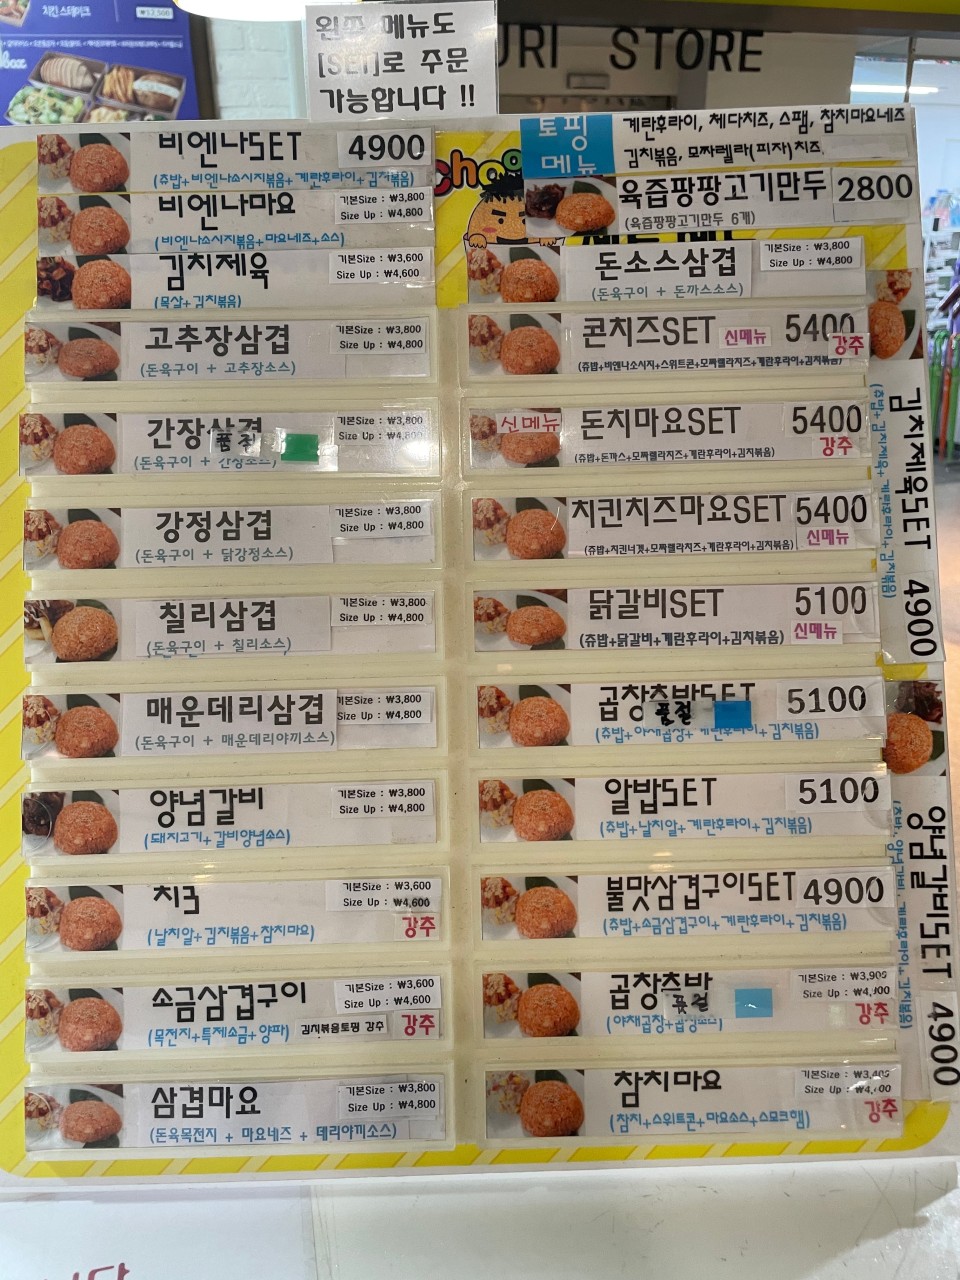 치킨 스테이크
₩12,500
왼쪽 메뉴도
[SET]로 주문
가능합니다 !!
URI STORE
비엔나SET 4900
(쥬밥+비엔나소시지볶음+계란후라이+김치볶음)
비엔나마요
기본Size : ₩3,800
Size Up : ₩4,800
(비엔나소시지볶음+마요네즈+소스)
김치제육
기본Size : ₩3,600
Size Up : ₩4,600
(목살+김치볶음)
고추장삼겹
기본Size : ₩3,800
Size Up : ₩4,800
(돈육구이 + 고추장소스)
간장삼겹
품절
기본Size : ₩3,800
Size Up : ₩4,800
(돈육구이 + 간장소스)
강정삼겹
기본Size : ₩3,800
Size Up : ₩4,800
(돈육구이 + 닭강정소스)
칠리삼겹
기본Size : ₩3,800
Size Up : ₩4,800
(돈육구이 + 칠리소스)
매운데리삼겹
기본Size : ₩3,800
Size Up : ₩4,800
(돈육구이 + 매운데리야끼소스)
양념갈비
기본Size : ₩3,800
Size Up : ₩4,800
(돼지고기+갈비양념소스)
치3
기본Size : ₩3,600
Size Up : ₩4,600
(날치알+김치볶음+참치마요) 강추
소금삼겹구이
기본Size : ₩3,600
Size Up : ₩4,600
(목전지+특제소금+양파) 김치볶음토핑 강추 강추
삼겹마요
기본Size : ₩3,800
Size Up : ₩4,800
(돈육목전지 + 마요네즈 + 데리야끼소스)
토핑
메뉴
계란후라이, 체다치즈, 스팸, 참치마요네즈
김치볶음, 모짜렐라(피자)치즈
육즙팡팡고기만두 2800
(육즙팡팡고기만두 6개)
돈소스삼겹
기본Size : ₩3,800
Size Up : ₩4,800
(돈육구이 + 돈까스소스)
콘치즈SET 신메뉴 5400
강추
(쥬밥+비엔나소시지+스위트콘+모짜렐라치즈+계란후라이+김치볶음)
신메뉴 돈치마요SET 5400
강추
(쥬밥+돈까스+모짜렐라치즈+계란후라이+김치볶음)
치킨치즈마요SET 5400
신메뉴
(쥬밥+치킨너겟+모짜렐라치즈+계란후라이+김치볶음)
닭갈비SET 5100
신메뉴
(쥬밥+닭갈비+계란후라이+김치볶음)
곱창쥬밥SET 5100
품절
(쥬밥+야채곱창+계란후라이+김치볶음)
알밥SET 5100
(쥬밥+날치알+계란후라이+김치볶음)
불맛삼겹구이SET 4900
(쥬밥+소금삼겹구이+계란후라이+김치볶음)
곱창쥬밥
품절
기본Size : ₩3,900
Size Up : ₩4,900
(야채곱창+곱창소스) 강추
참치마요
기본Size : ₩3,400
Size Up : ₩4,400
(참치+스위트콘+마요소스+스모크햄) 강추
김치제육SET 4900
(쥬밥+김치제육+계란후라이+김치볶음)
양념갈비SET 4900
(쥬밥+양념갈비+계란후라이+김치볶음)